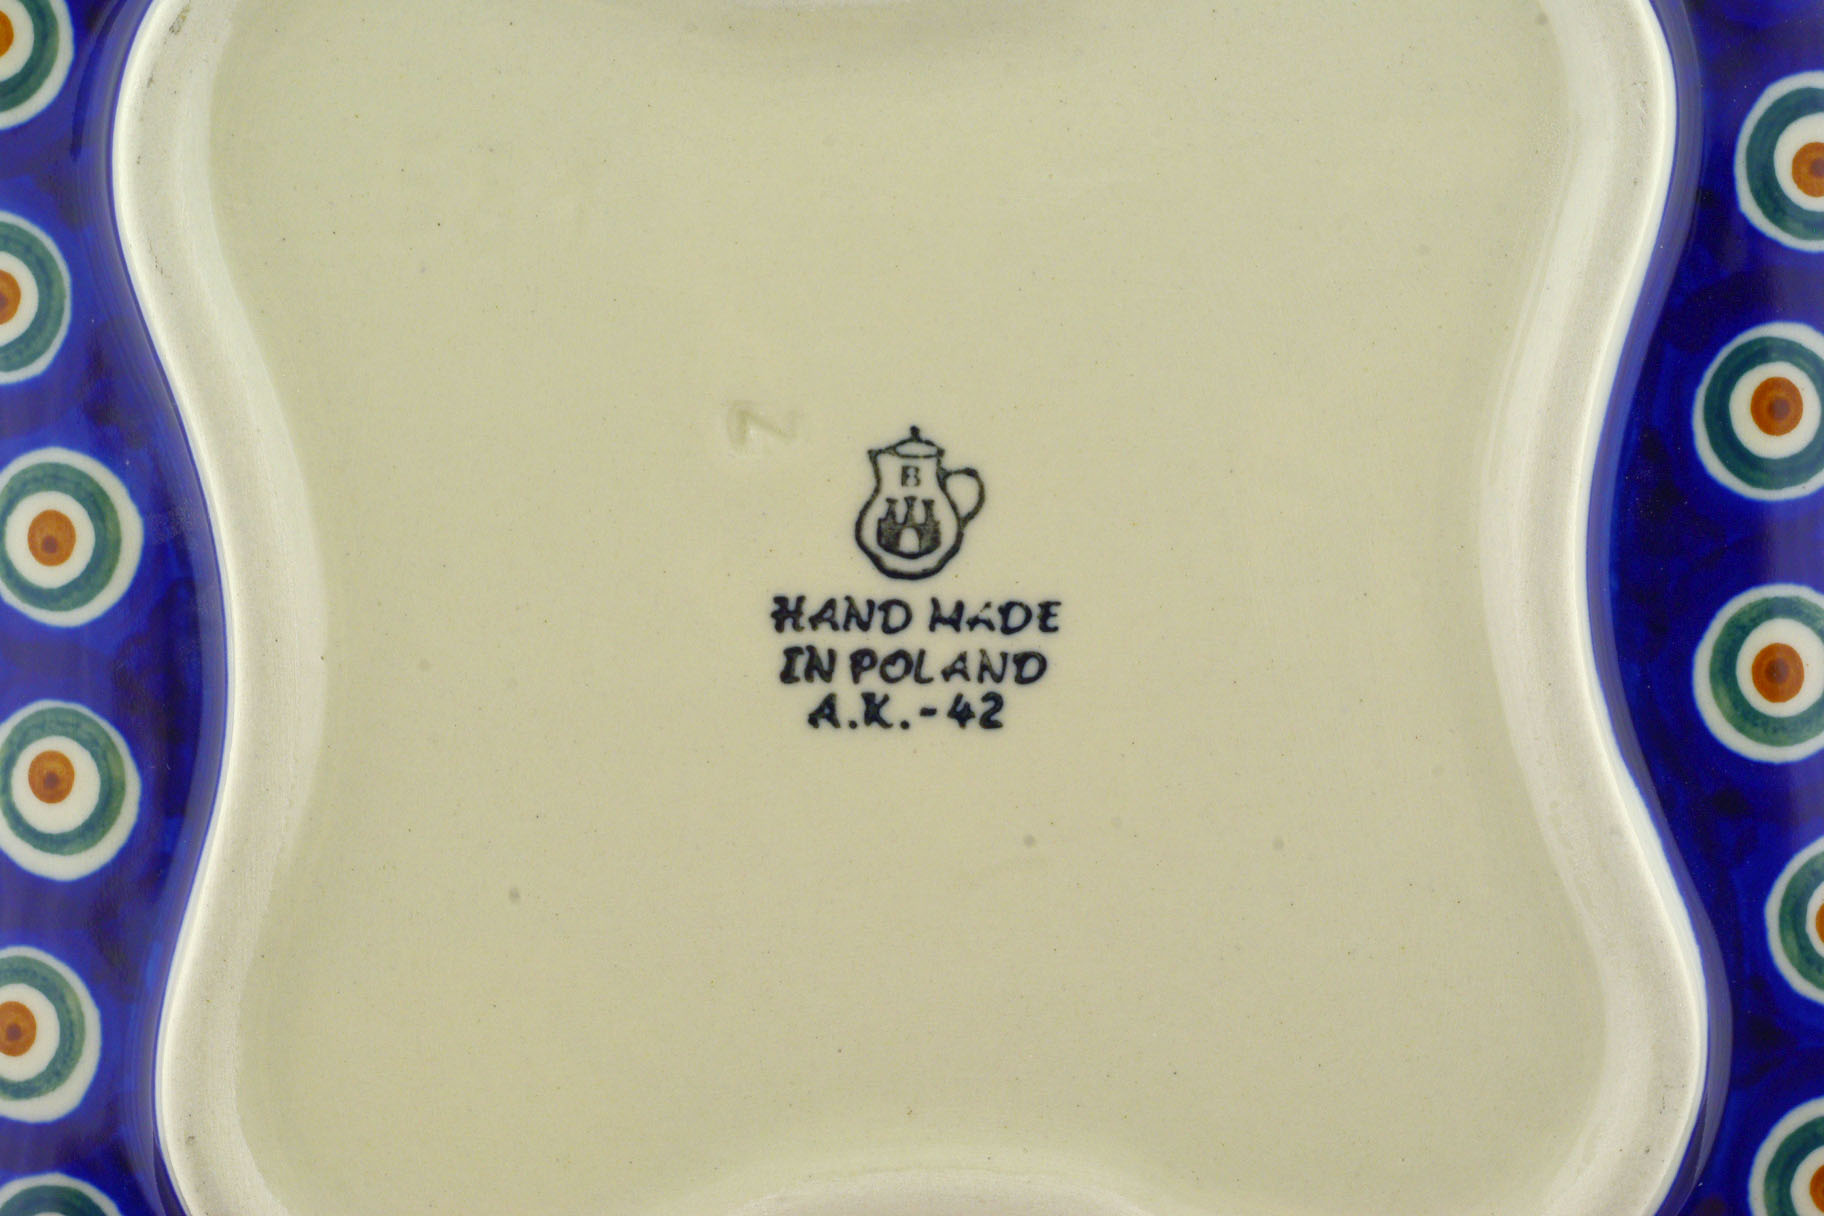 Z
B
HAND MADE
IN POLAND
A.K.-42